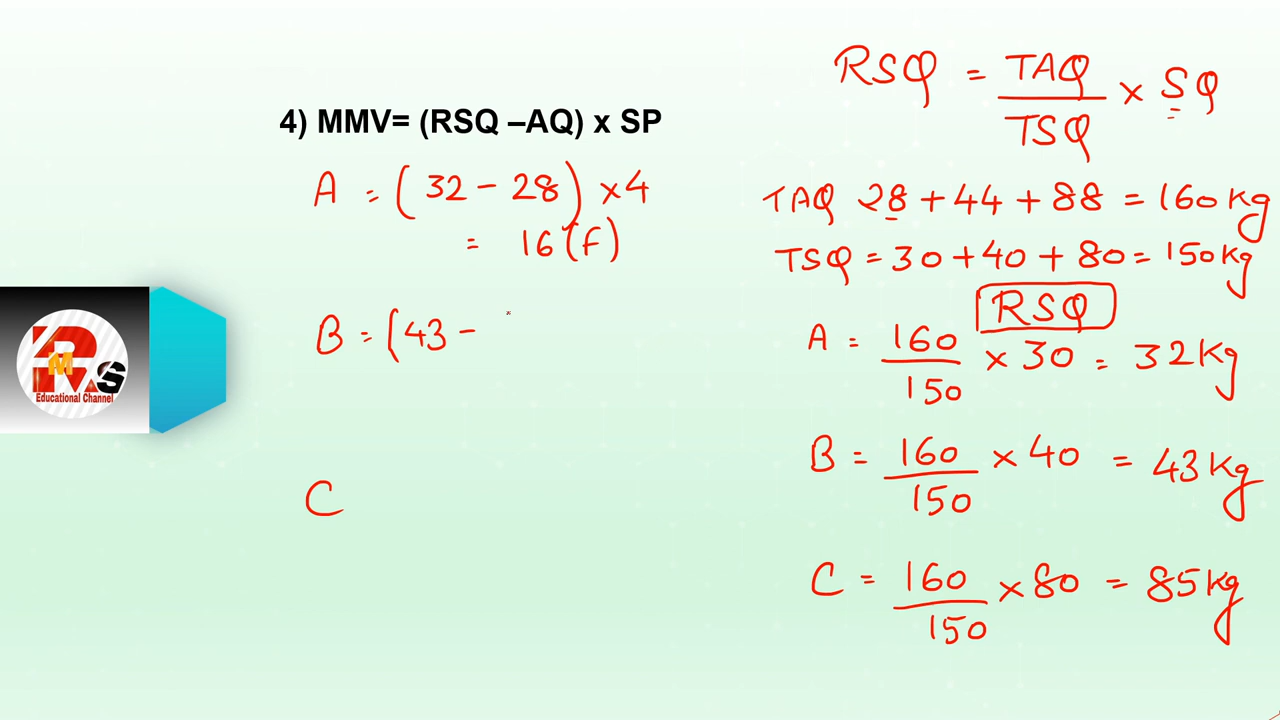 4) MMV= (RSQ –AQ) x SP
A = (32 - 28) × 4
= 16 (F)
B = (43 -
C
RSQ = TAQ / TSQ × SQ
TAQ 28 + 44 + 88 = 160 kg
TSQ = 30 + 40 + 80 = 150 kg
RSQ
A = 160 / 150 × 30 = 32 kg
B = 160 / 150 × 40 = 43 kg
C = 160 / 150 × 80 = 85 kg
Educational Channel